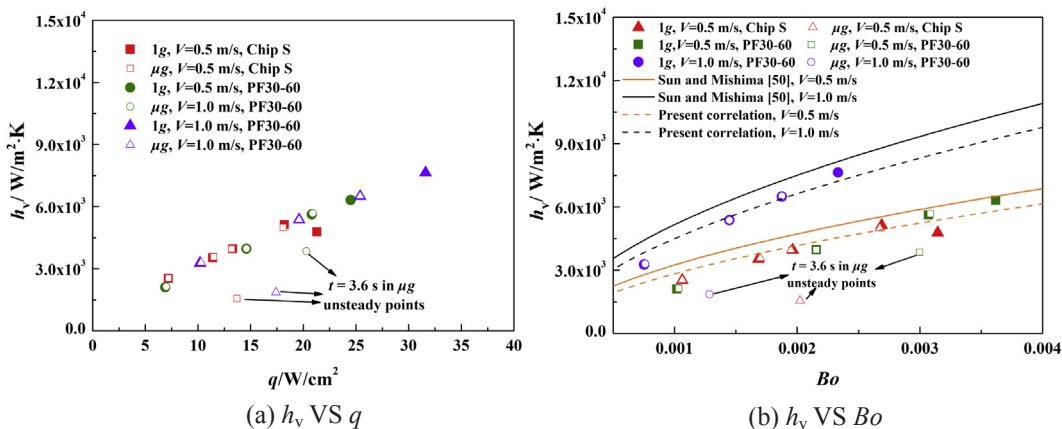 1.5x10⁴
1.2x10⁴
9.0x10³
6.0x10³
3.0x10³
0.0
h_v/ W/m²·K
1g, V=0.5 m/s, Chip S
μg, V=0.5 m/s, Chip S
1g, V=0.5 m/s, PF30-60
μg, V=1.0 m/s, PF30-60
1g, V=1.0 m/s, PF30-60
μg, V=1.0 m/s, PF30-60
t = 3.6 s in μg
unsteady points
0 5 10 15 20 25 30 35 40
q/W/cm²
(a) h_v VS q
1.5x10⁴
1.2x10⁴
9.0x10³
6.0x10³
3.0x10³
0.0
h_v/ W/m²·K
1g, V=0.5 m/s, Chip S μg, V=0.5 m/s, Chip S
1g,V=0.5 m/s, PF30-60 μg, V=0.5 m/s, PF30-60
1g, V=1.0 m/s, PF30-60 μg, V=1.0 m/s, PF30-60
Sun and Mishima [50], V=0.5 m/s
Sun and Mishima [50], V=1.0 m/s
Present correlation, V=0.5 m/s
Present correlation, V=1.0 m/s
t = 3.6 s in μg
unsteady points
0.001 0.002 0.003 0.004
Bo
(b) h_v VS Bo